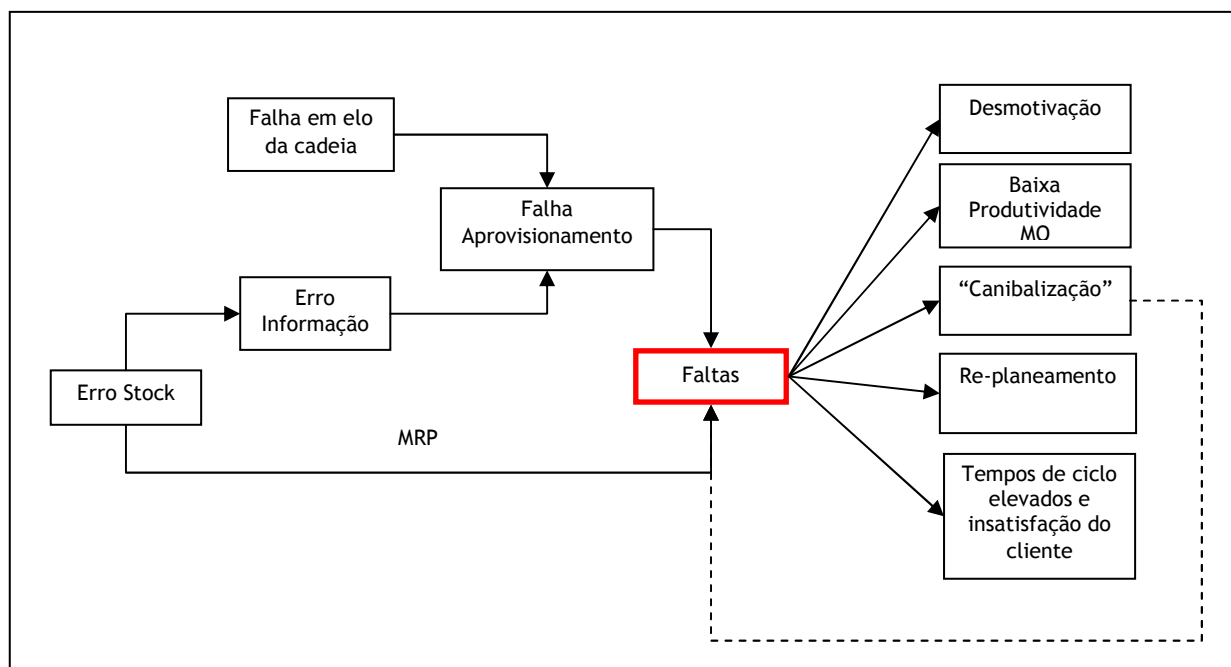 Falha em elo
da cadeia
Falha
Aprovisionamento
Erro
Informação
Erro Stock
MRP
Faltas
Desmotivação
Baixa
Produtividade
MO
“Canibalização”
Re-planeamento
Tempos de ciclo
elevados e
insatisfação do
cliente